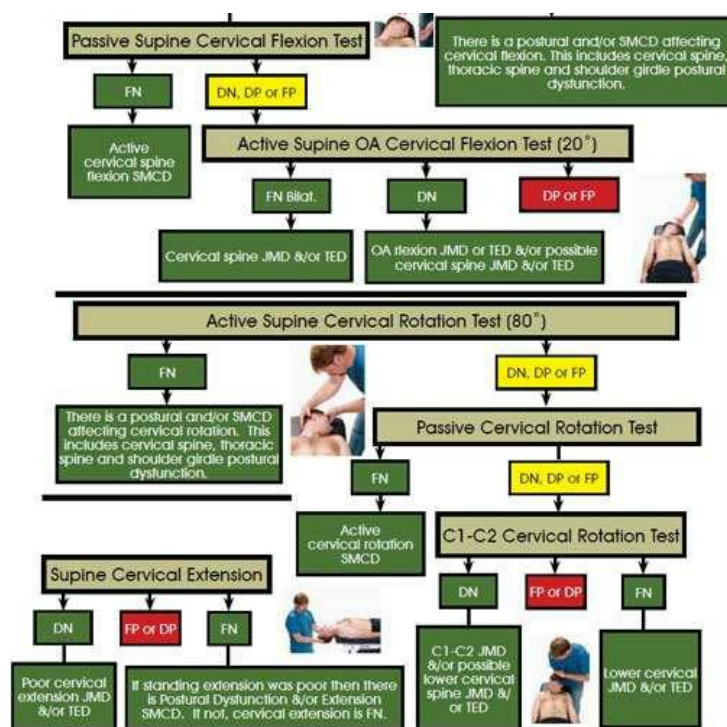 Passive Supine Cervical Flexion Test
There is a postural and/or SMCD affecting
cervical flexion. This includes cervical spine,
thoracic spine and shoulder girdle postural
dysfunction.
FN
DN, DP or FP
Active
cervical spine
flexion SMCD
Active Supine OA Cervical Flexion Test (20°)
FN Bilat.
DN
DP or FP
Cervical spine JMD &/or TED
OA flexion JMD or TED &/or possible
cervical spine JMD &/or TED
Active Supine Cervical Rotation Test (80°)
FN
DN, DP or FP
There is a postural and/or SMCD
affecting cervical rotation. This
includes cervical spine, thoracic
spine and shoulder girdle postural
dysfunction.
Passive Cervical Rotation Test
FN
DN, DP or FP
Active
cervical rotation
SMCD
C1-C2 Cervical Rotation Test
DN
FP or DP
FN
C1-C2 JMD
&/or possible
lower cervical
spine JMD &/
or TED
Lower cervical
JMD &/or TED
Supine Cervical Extension
DN
FP or DP
FN
Poor cervical
extension JMD
&/or TED
If standing extension was poor then there
is Postural Dysfunction &/or Extension
SMCD. If not, cervical extension is FN.